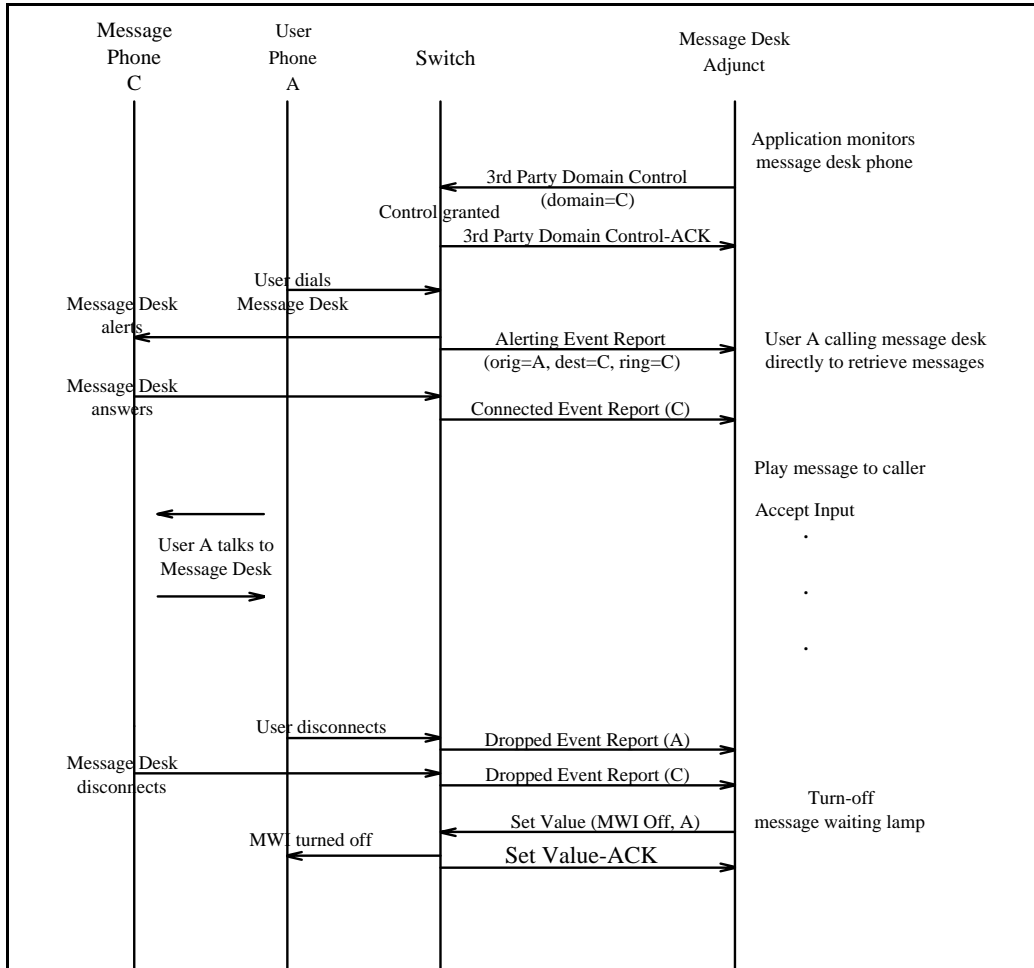 Message
Phone
C
User
Phone
A
Switch
Message Desk
Adjunct
Application monitors
message desk phone
3rd Party Domain Control
(domain=C)
Control granted
3rd Party Domain Control-ACK
User dials
Message Desk
Message Desk
alerts
Alerting Event Report
(orig=A, dest=C, ring=C)
User A calling message desk
directly to retrieve messages
Message Desk
answers
Connected Event Report (C)
Play message to caller
Accept Input
.
.
.
User A talks to
Message Desk
User disconnects
Dropped Event Report (A)
Message Desk
disconnects
Dropped Event Report (C)
Turn-off
message waiting lamp
Set Value (MWI Off, A)
MWI turned off
Set Value-ACK